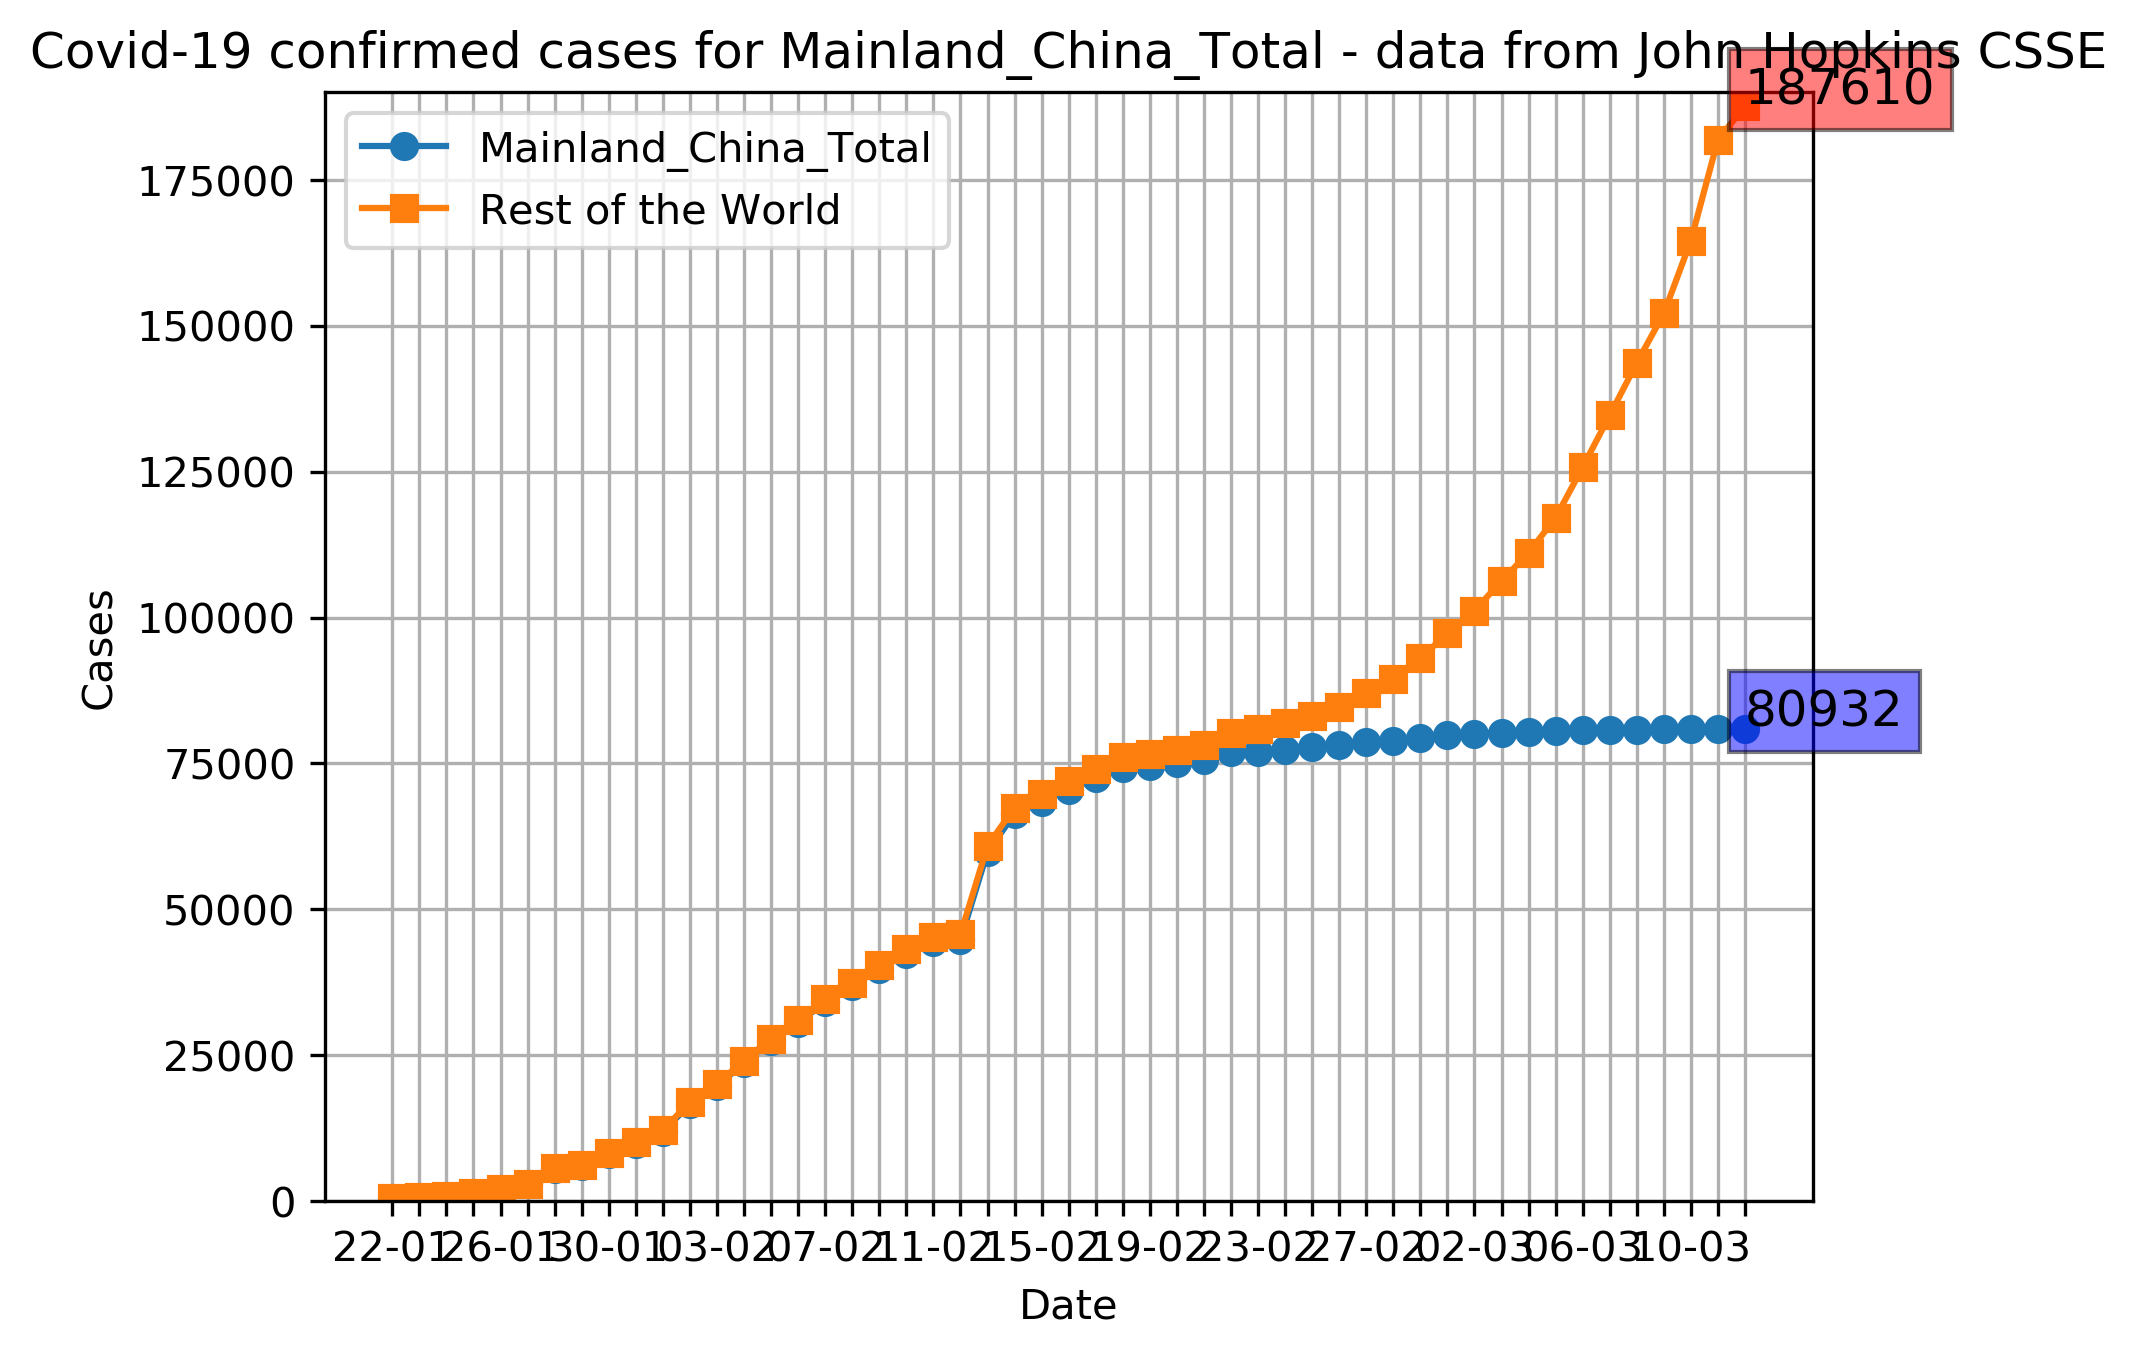 Covid-19 confirmed cases for Mainland_China_Total - data from John Hopkins CSSE
187610
Mainland_China_Total
Rest of the World
175000
150000
125000
100000
80932
75000
50000
25000
0
Cases
22-01 26-01 30-01 03-02 07-02 11-02 15-02 19-02 23-02 27-02 02-03 06-03 10-03
Date